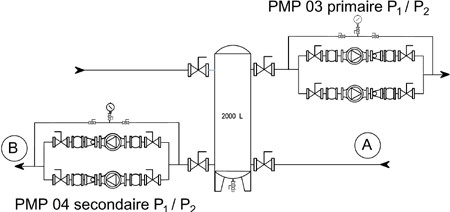 PMP 03 primaire P1 / P2
2000 L
A
B
PMP 04 secondaire P1 / P2